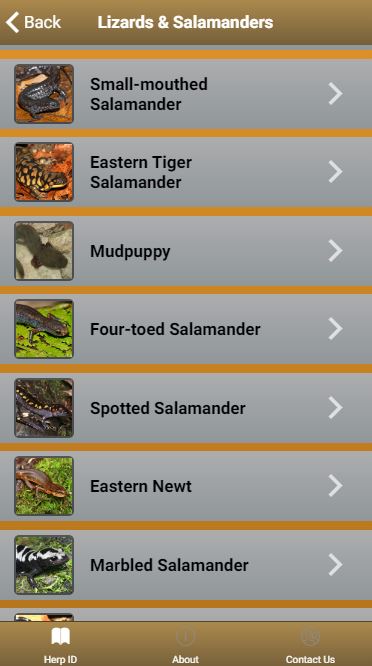 Back
Lizards & Salamanders
Small-mouthed
Salamander
Eastern Tiger
Salamander
Mudpuppy
Four-toed Salamander
Spotted Salamander
Eastern Newt
Marbled Salamander
Herp ID
About
Contact Us